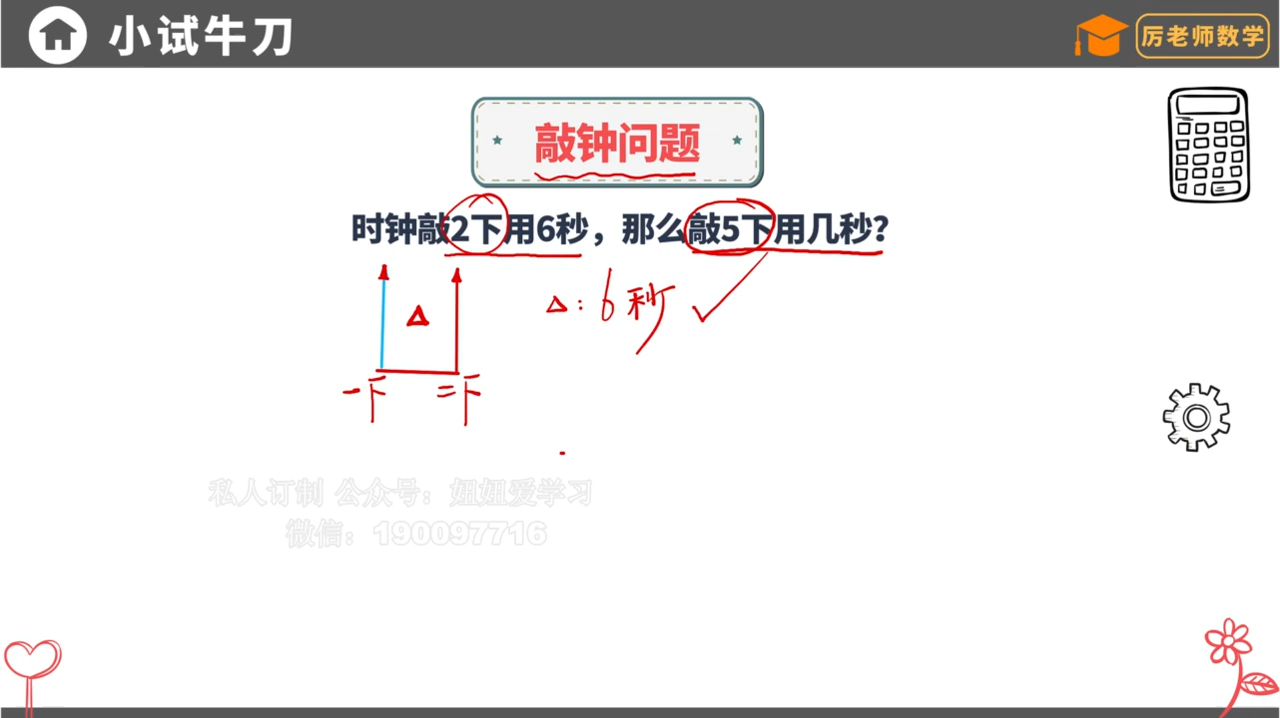 小试牛刀
厉老师数学
敲钟问题
时钟敲2下用6秒，那么敲5下用几秒？
Δ
Δ：6秒
一下 二下
私人订制 公众号：妞妞爱学习
微信：190097716